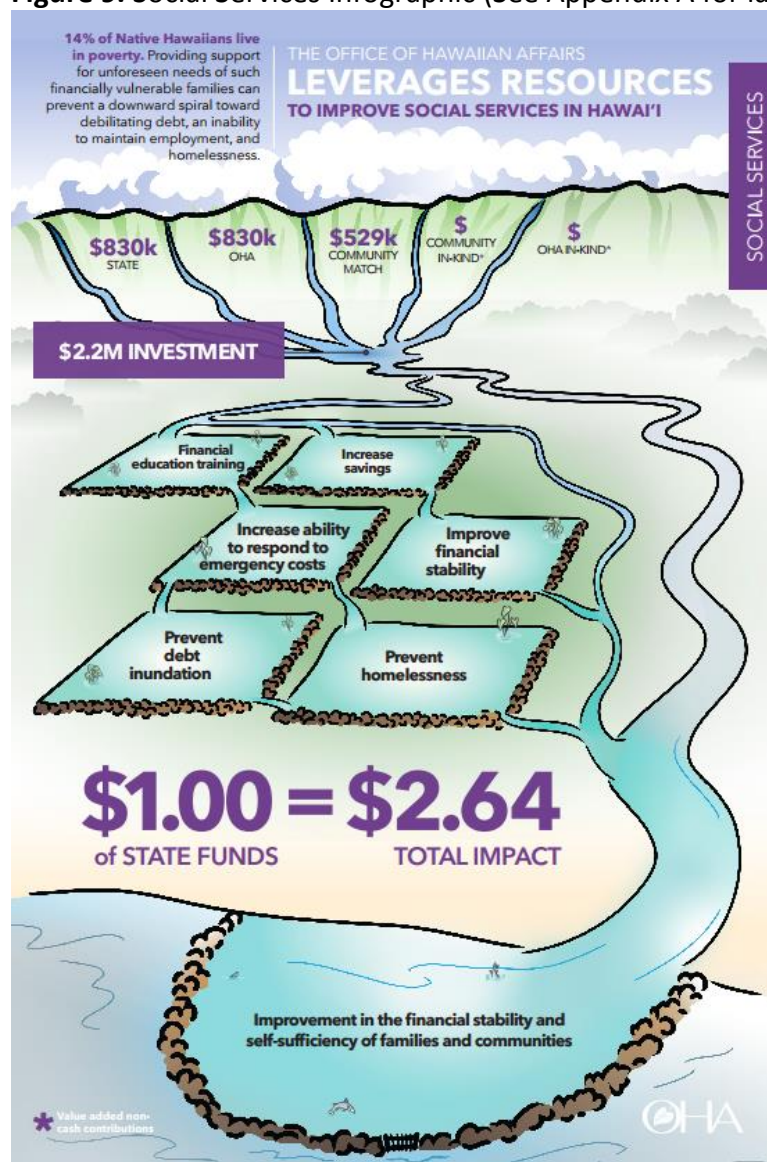 Figure 9: Social Services Infographic (See Appendix A for la
14% of Native Hawaiians live
in poverty. Providing support
for unforeseen needs of such
financially vulnerable families can
prevent a downward spiral toward
debilitating debt, an inability
to maintain employment, and
homelessness.
THE OFFICE OF HAWAIIAN AFFAIRS
LEVERAGES RESOURCES
TO IMPROVE SOCIAL SERVICES IN HAWAI'I
SOCIAL SERVICES
$830k
STATE
$830k
OHA
$529k
COMMUNITY
MATCH
$
COMMUNITY
IN-KIND*
$
OHA IN-KIND*
$2.2M INVESTMENT
Financial
education training
Increase
savings
Increase ability
to respond to
emergency costs
Improve
financial
stability
Prevent
debt
inundation
Prevent
homelessness
$1.00 = $2.64
of STATE FUNDS
TOTAL IMPACT
Improvement in the financial stability and
self-sufficiency of families and communities
* Value added non-
cash contributions
OHA